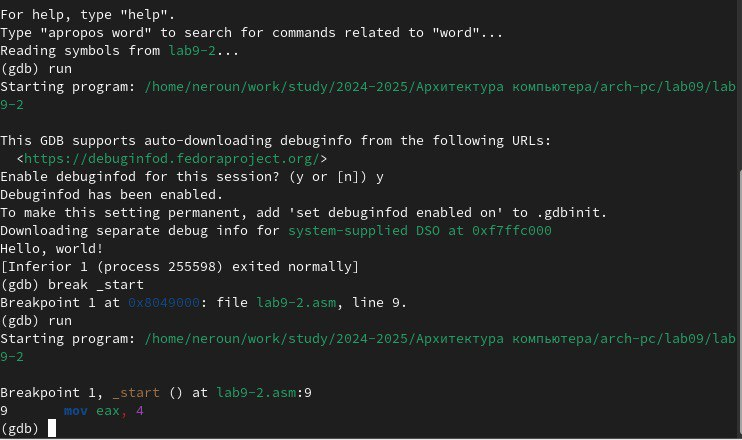 For help, type "help".
Type "apropos word" to search for commands related to "word"...
Reading symbols from lab9-2...
(gdb) run
Starting program: /home/neroun/work/study/2024-2025/Архитектура компьютера/arch-pc/lab09/lab
9-2
This GDB supports auto-downloading debuginfo from the following URLs:
<https://debuginfod.fedoraproject.org/>
Enable debuginfod for this session? (y or [n]) y
Debuginfod has been enabled.
To make this setting permanent, add 'set debuginfod enabled on' to .gdbinit.
Downloading separate debug info for system-supplied DSO at 0xf7ffc000
Hello, world!
[Inferior 1 (process 255598) exited normally]
(gdb) break _start
Breakpoint 1 at 0x8049000: file lab9-2.asm, line 9.
(gdb) run
Starting program: /home/neroun/work/study/2024-2025/Архитектура компьютера/arch-pc/lab09/lab
9-2
Breakpoint 1, _start () at lab9-2.asm:9
9 mov eax, 4
(gdb)